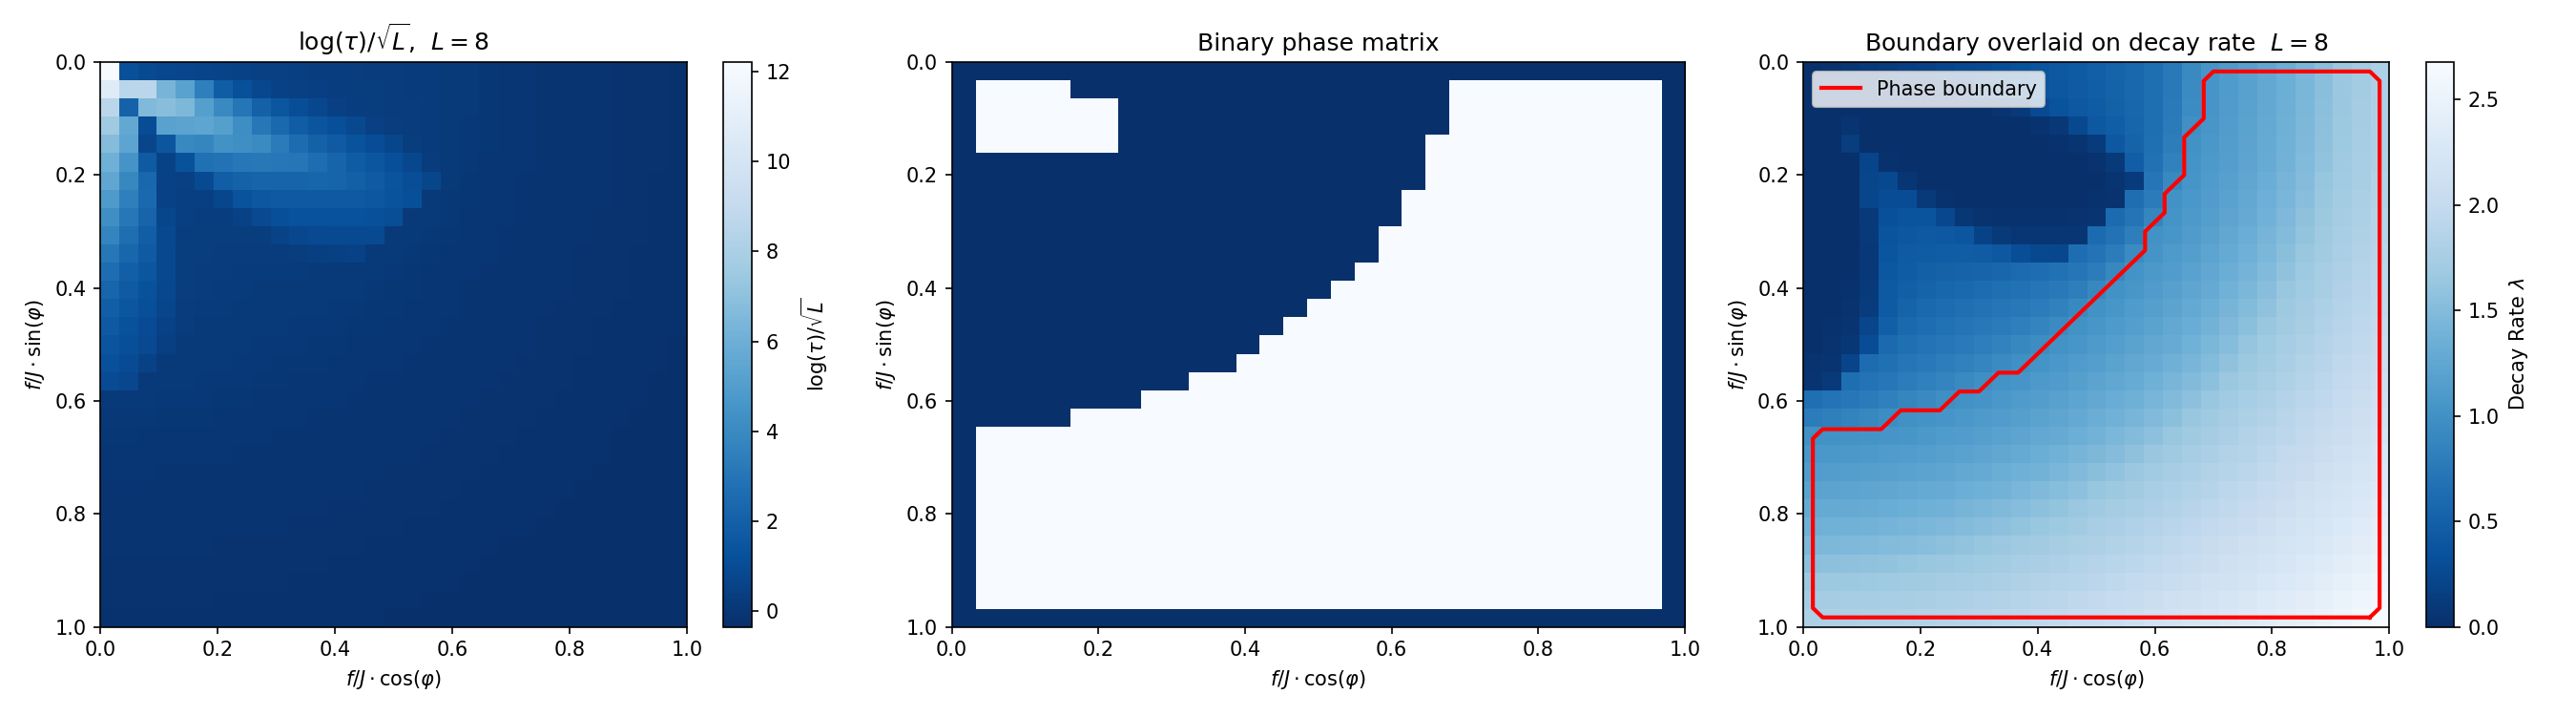 log(τ)/√L, L = 8
0.0
0.2
0.4
0.6
0.8
1.0
f/J · sin(φ)
0.0 0.2 0.4 0.6 0.8 1.0
f/J · cos(φ)
12
10
8
6
4
2
0
log(τ)/√L
Binary phase matrix
0.0
0.2
0.4
0.6
0.8
1.0
f/J · sin(φ)
0.0 0.2 0.4 0.6 0.8 1.0
f/J · cos(φ)
Boundary overlaid on decay rate L = 8
Phase boundary
0.0
0.2
0.4
0.6
0.8
1.0
f/J · sin(φ)
0.0 0.2 0.4 0.6 0.8 1.0
f/J · cos(φ)
2.5
2.0
1.5
1.0
0.5
0.0
Decay Rate λ